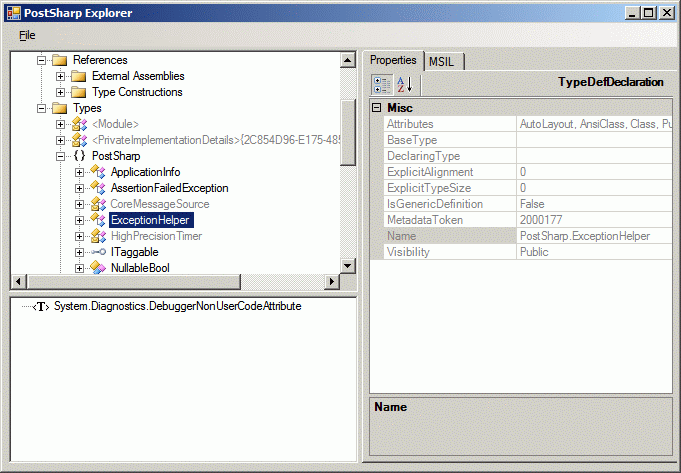 PostSharp Explorer
File
References
External Assemblies
Type Constructions
Types
<Module>
<PrivateImplementationDetails>{2C854D96-E175-485
{} PostSharp
ApplicationInfo
AssertionFailedException
CoreMessageSource
ExceptionHelper
HighPrecisionTimer
ITaggable
NullableBool
<T> System.Diagnostics.DebuggerNonUserCodeAttribute
Properties MSIL
TypeDefDeclaration
Misc
Attributes AutoLayout, AnsiClass, Class, Pu
BaseType
DeclaringType
ExplicitAlignment 0
ExplicitTypeSize 0
IsGenericDefinition False
MetadataToken 2000177
Name PostSharp.ExceptionHelper
Visibility Public
Name